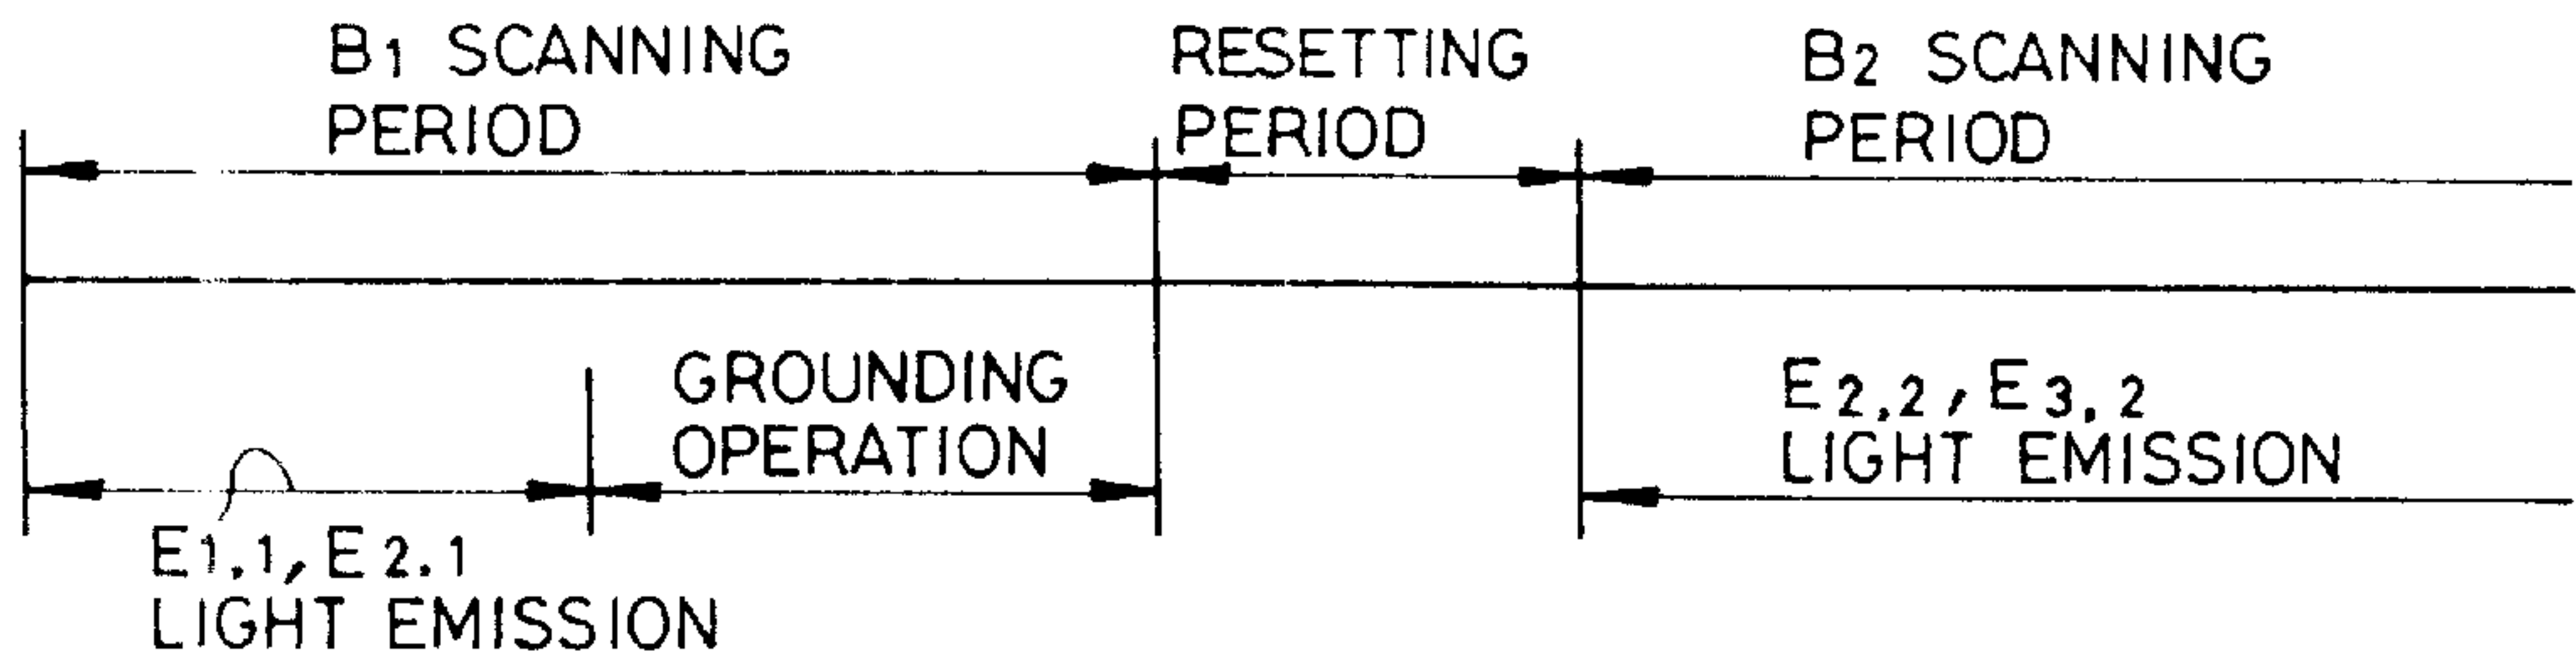 B1 SCANNING
PERIOD
RESETTING
PERIOD
B2 SCANNING
PERIOD
GROUNDING
OPERATION
E2,2, E3,2
LIGHT EMISSION
E1,1, E2,1
LIGHT EMISSION